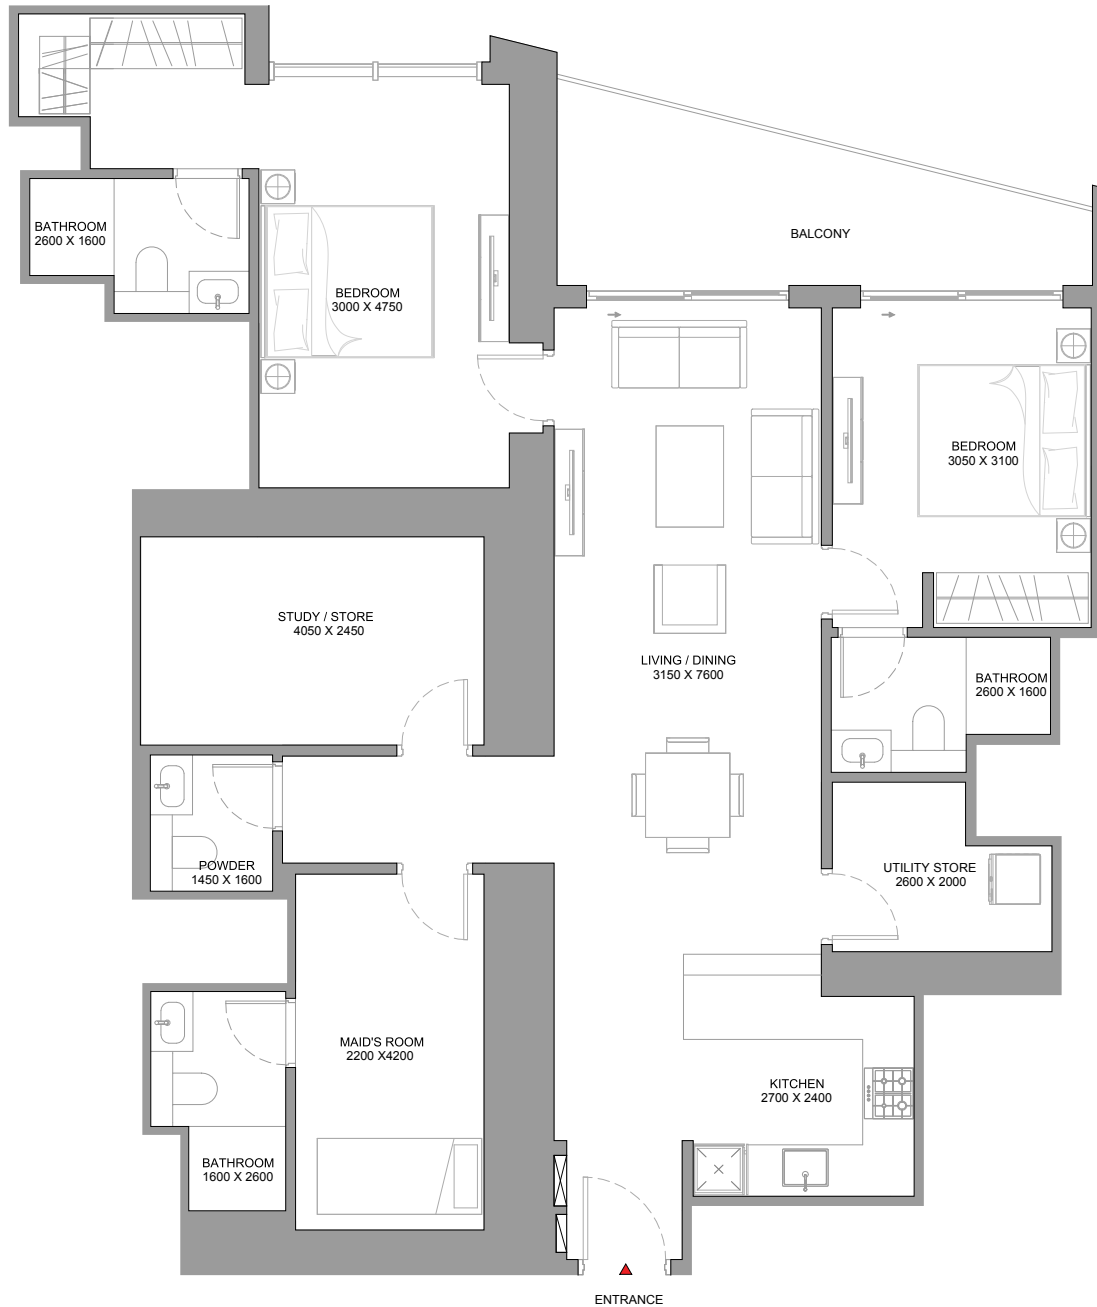 BALCONY
BATHROOM
2600 X 1600
BEDROOM
3000 X 4750
BEDROOM
3050 X 3100
STUDY / STORE
4050 X 2450
LIVING / DINING
3150 X 7600
BATHROOM
2600 X 1600
POWDER
1450 X 1600
UTILITY STORE
2600 X 2000
MAID'S ROOM
2200 X4200
KITCHEN
2700 X 2400
BATHROOM
1600 X 2600
ENTRANCE